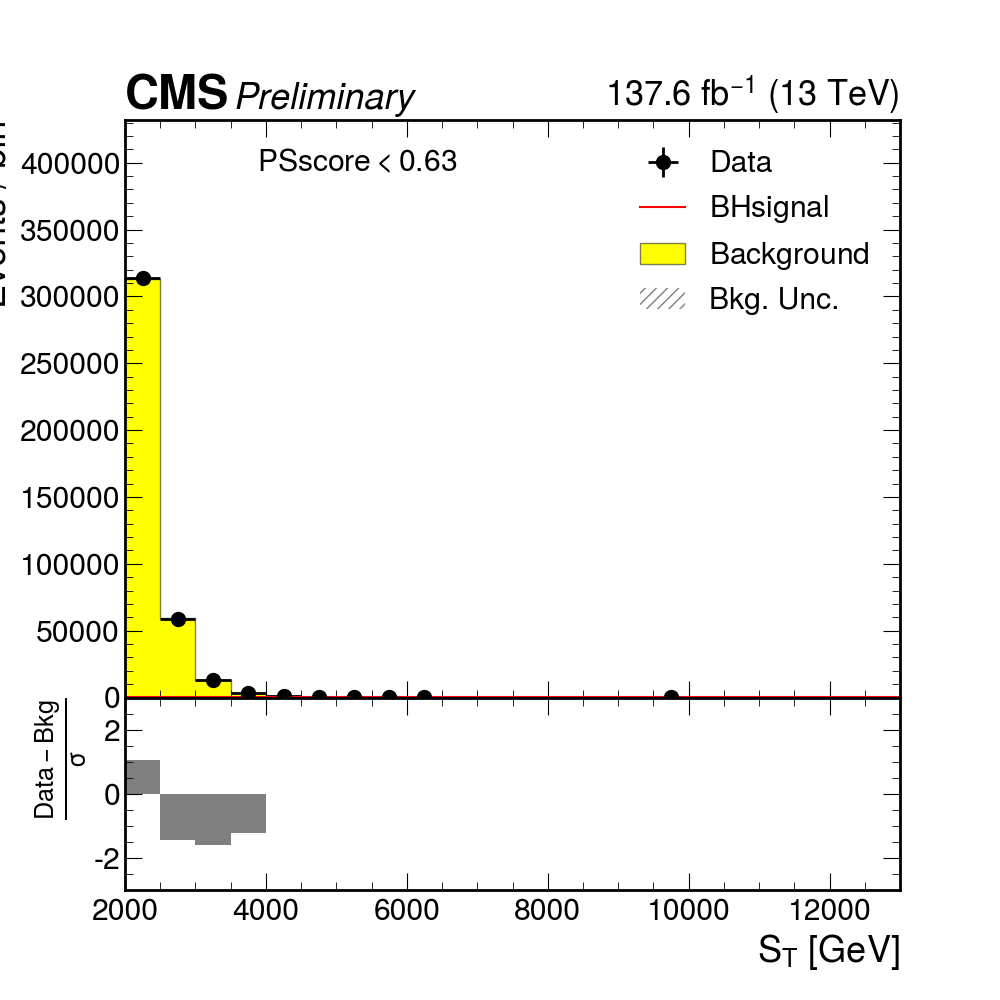 CMS Preliminary 137.6 fb⁻¹ (13 TeV)
PSscore < 0.63
Data
BHsignal
Background
Bkg. Unc.
400000
350000
300000
250000
200000
150000
100000
50000
0
Data − Bkg
σ
2
0
-2
2000 4000 6000 8000 10000 12000
S_T [GeV]